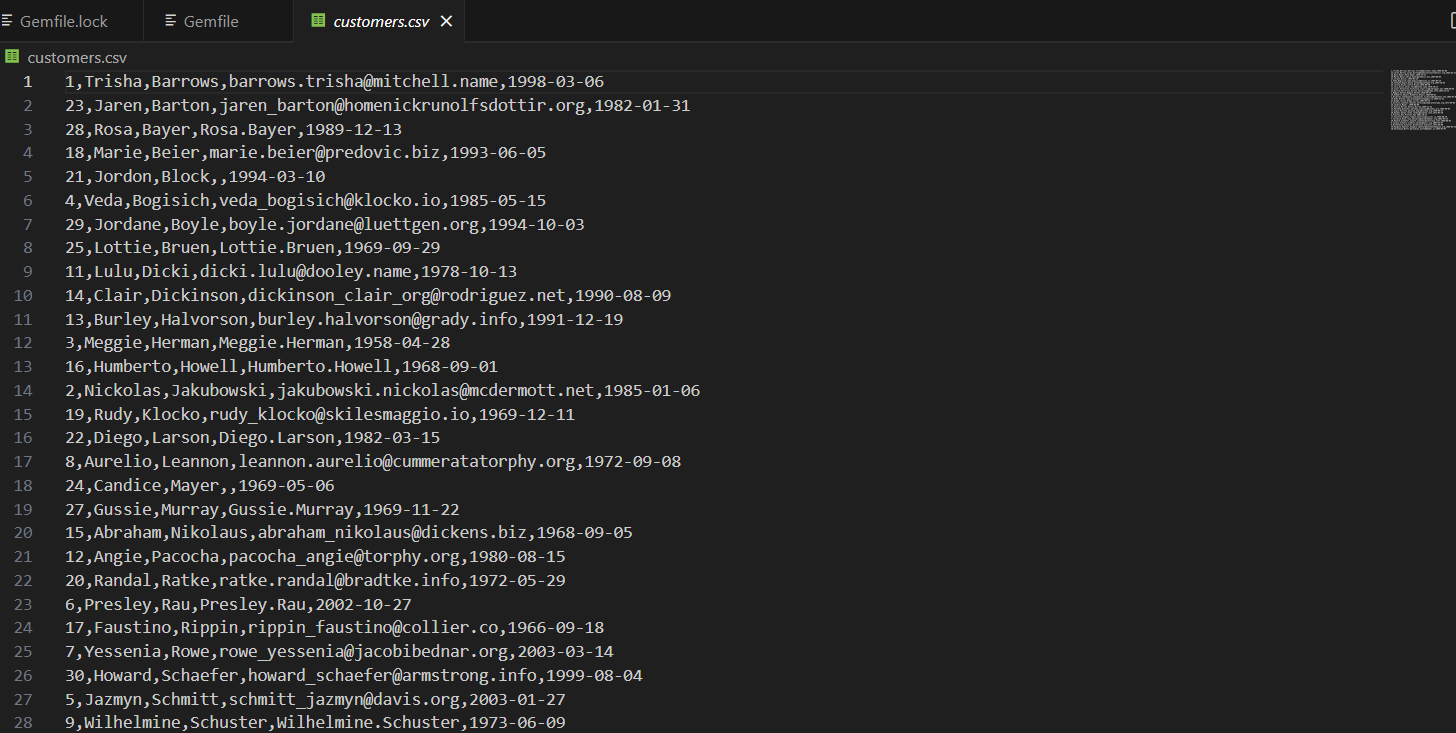 Gemfile.lock Gemfile customers.csv
customers.csv
1 1,Trisha,Barrows,barrows.trisha@mitchell.name,1998-03-06
2 23,Jaren,Barton,jaren_barton@homenickrunolfsdottir.org,1982-01-31
3 28,Rosa,Bayer,Rosa.Bayer,1989-12-13
4 18,Marie,Beier,marie.beier@predovic.biz,1993-06-05
5 21,Jordon,Block,,1994-03-10
6 4,Veda,Bogisich,veda_bogisich@klocko.io,1985-05-15
7 29,Jordane,Boyle,boyle.jordane@luettgen.org,1994-10-03
8 25,Lottie,Bruen,Lottie.Bruen,1969-09-29
9 11,Lulu,Dicki,dicki.lulu@dooley.name,1978-10-13
10 14,Clair,Dickinson,dickinson_clair_org@rodriguez.net,1990-08-09
11 13,Burley,Halvorson,burley.halvorson@grady.info,1991-12-19
12 3,Meggie,Herman,Meggie.Herman,1958-04-28
13 16,Humberto,Howell,Humberto.Howell,1968-09-01
14 2,Nickolas,Jakubowski,jakubowski.nickolas@mcdermott.net,1985-01-06
15 19,Rudy,Klocko,rudy_klocko@skilesmaggio.io,1969-12-11
16 22,Diego,Larson,Diego.Larson,1982-03-15
17 8,Aurelio,Leannon,leannon.aurelio@cummeratatorphy.org,1972-09-08
18 24,Candice,Mayer,,1969-05-06
19 27,Gussie,Murray,Gussie.Murray,1969-11-22
20 15,Abraham,Nikolaus,abraham_nikolaus@dickens.biz,1968-09-05
21 12,Angie,Pacocha,pacocha_angie@torphy.org,1980-08-15
22 20,Randal,Ratke,ratke.randal@bradtke.info,1972-05-29
23 6,Presley,Rau,Presley.Rau,2002-10-27
24 17,Faustino,Rippin,rippin_faustino@collier.co,1966-09-18
25 7,Yessenia,Rowe,rowe_yessenia@jacobibednar.org,2003-03-14
26 30,Howard,Schaefer,howard_schaefer@armstrong.info,1999-08-04
27 5,Jazmyn,Schmitt,schmitt_jazmyn@davis.org,2003-01-27
28 9,Wilhelmine,Schuster,Wilhelmine.Schuster,1973-06-09